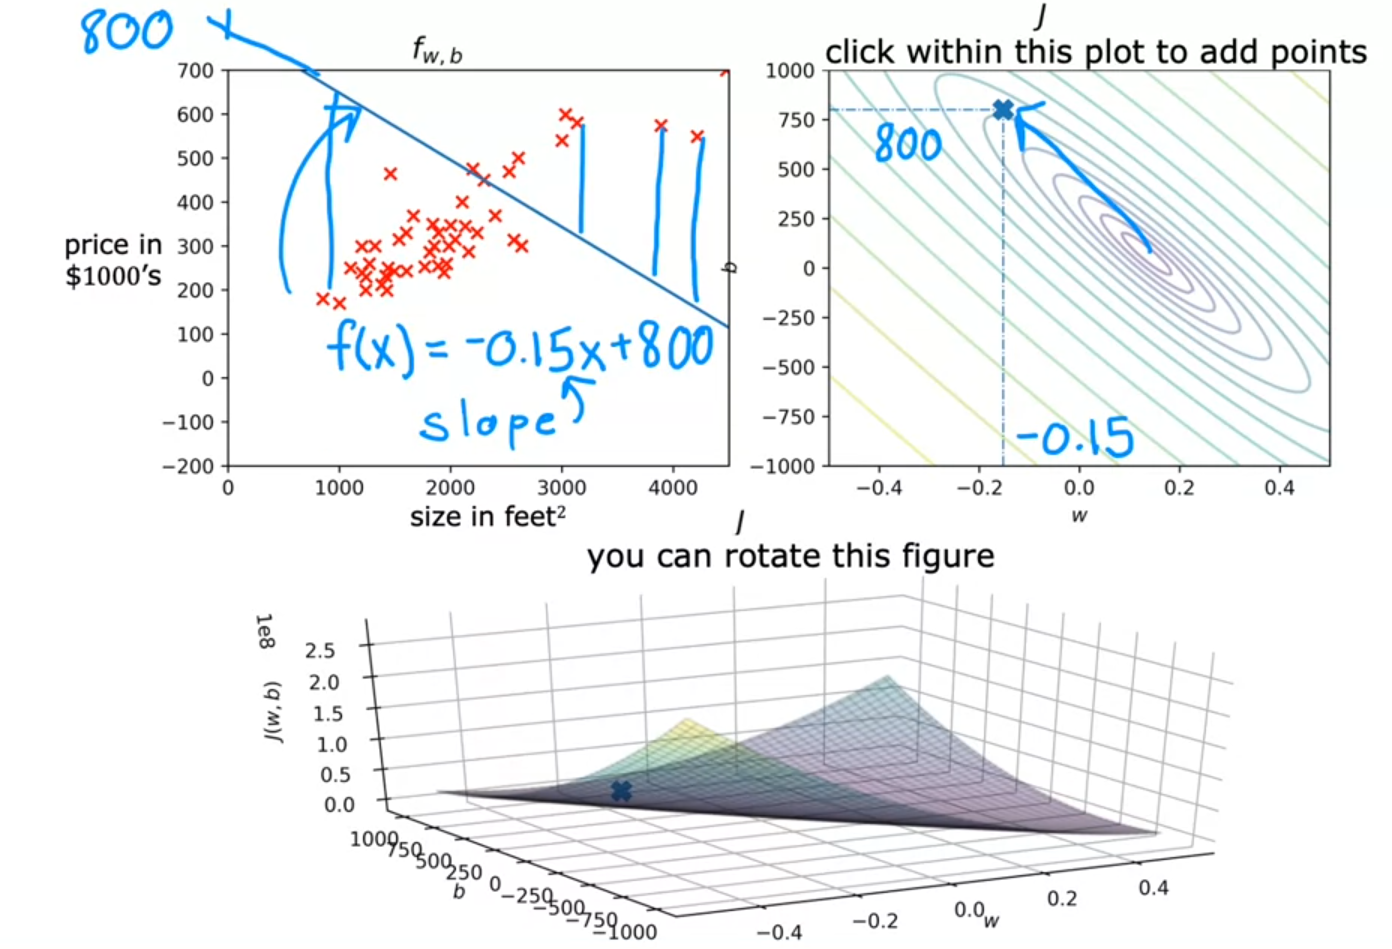 800
f_{w,b}
700
600
500
400
300
200
100
0
−100
−200
price in
$1000's
f(x) = -0.15x+800
slope
0 1000 2000 3000 4000
size in feet²
J
click within this plot to add points
1000
750
500
250
0
−250
−500
−750
−1000
b
800
-0.15
−0.4 −0.2 0.0 0.2 0.4
w
J
you can rotate this figure
1e8
J(w, b)
2.5
2.0
1.5
1.0
0.5
0.0
1000 750 500 250 0 −250 −500 −750 −1000
b
−0.4 −0.2 0.0 0.2 0.4
w